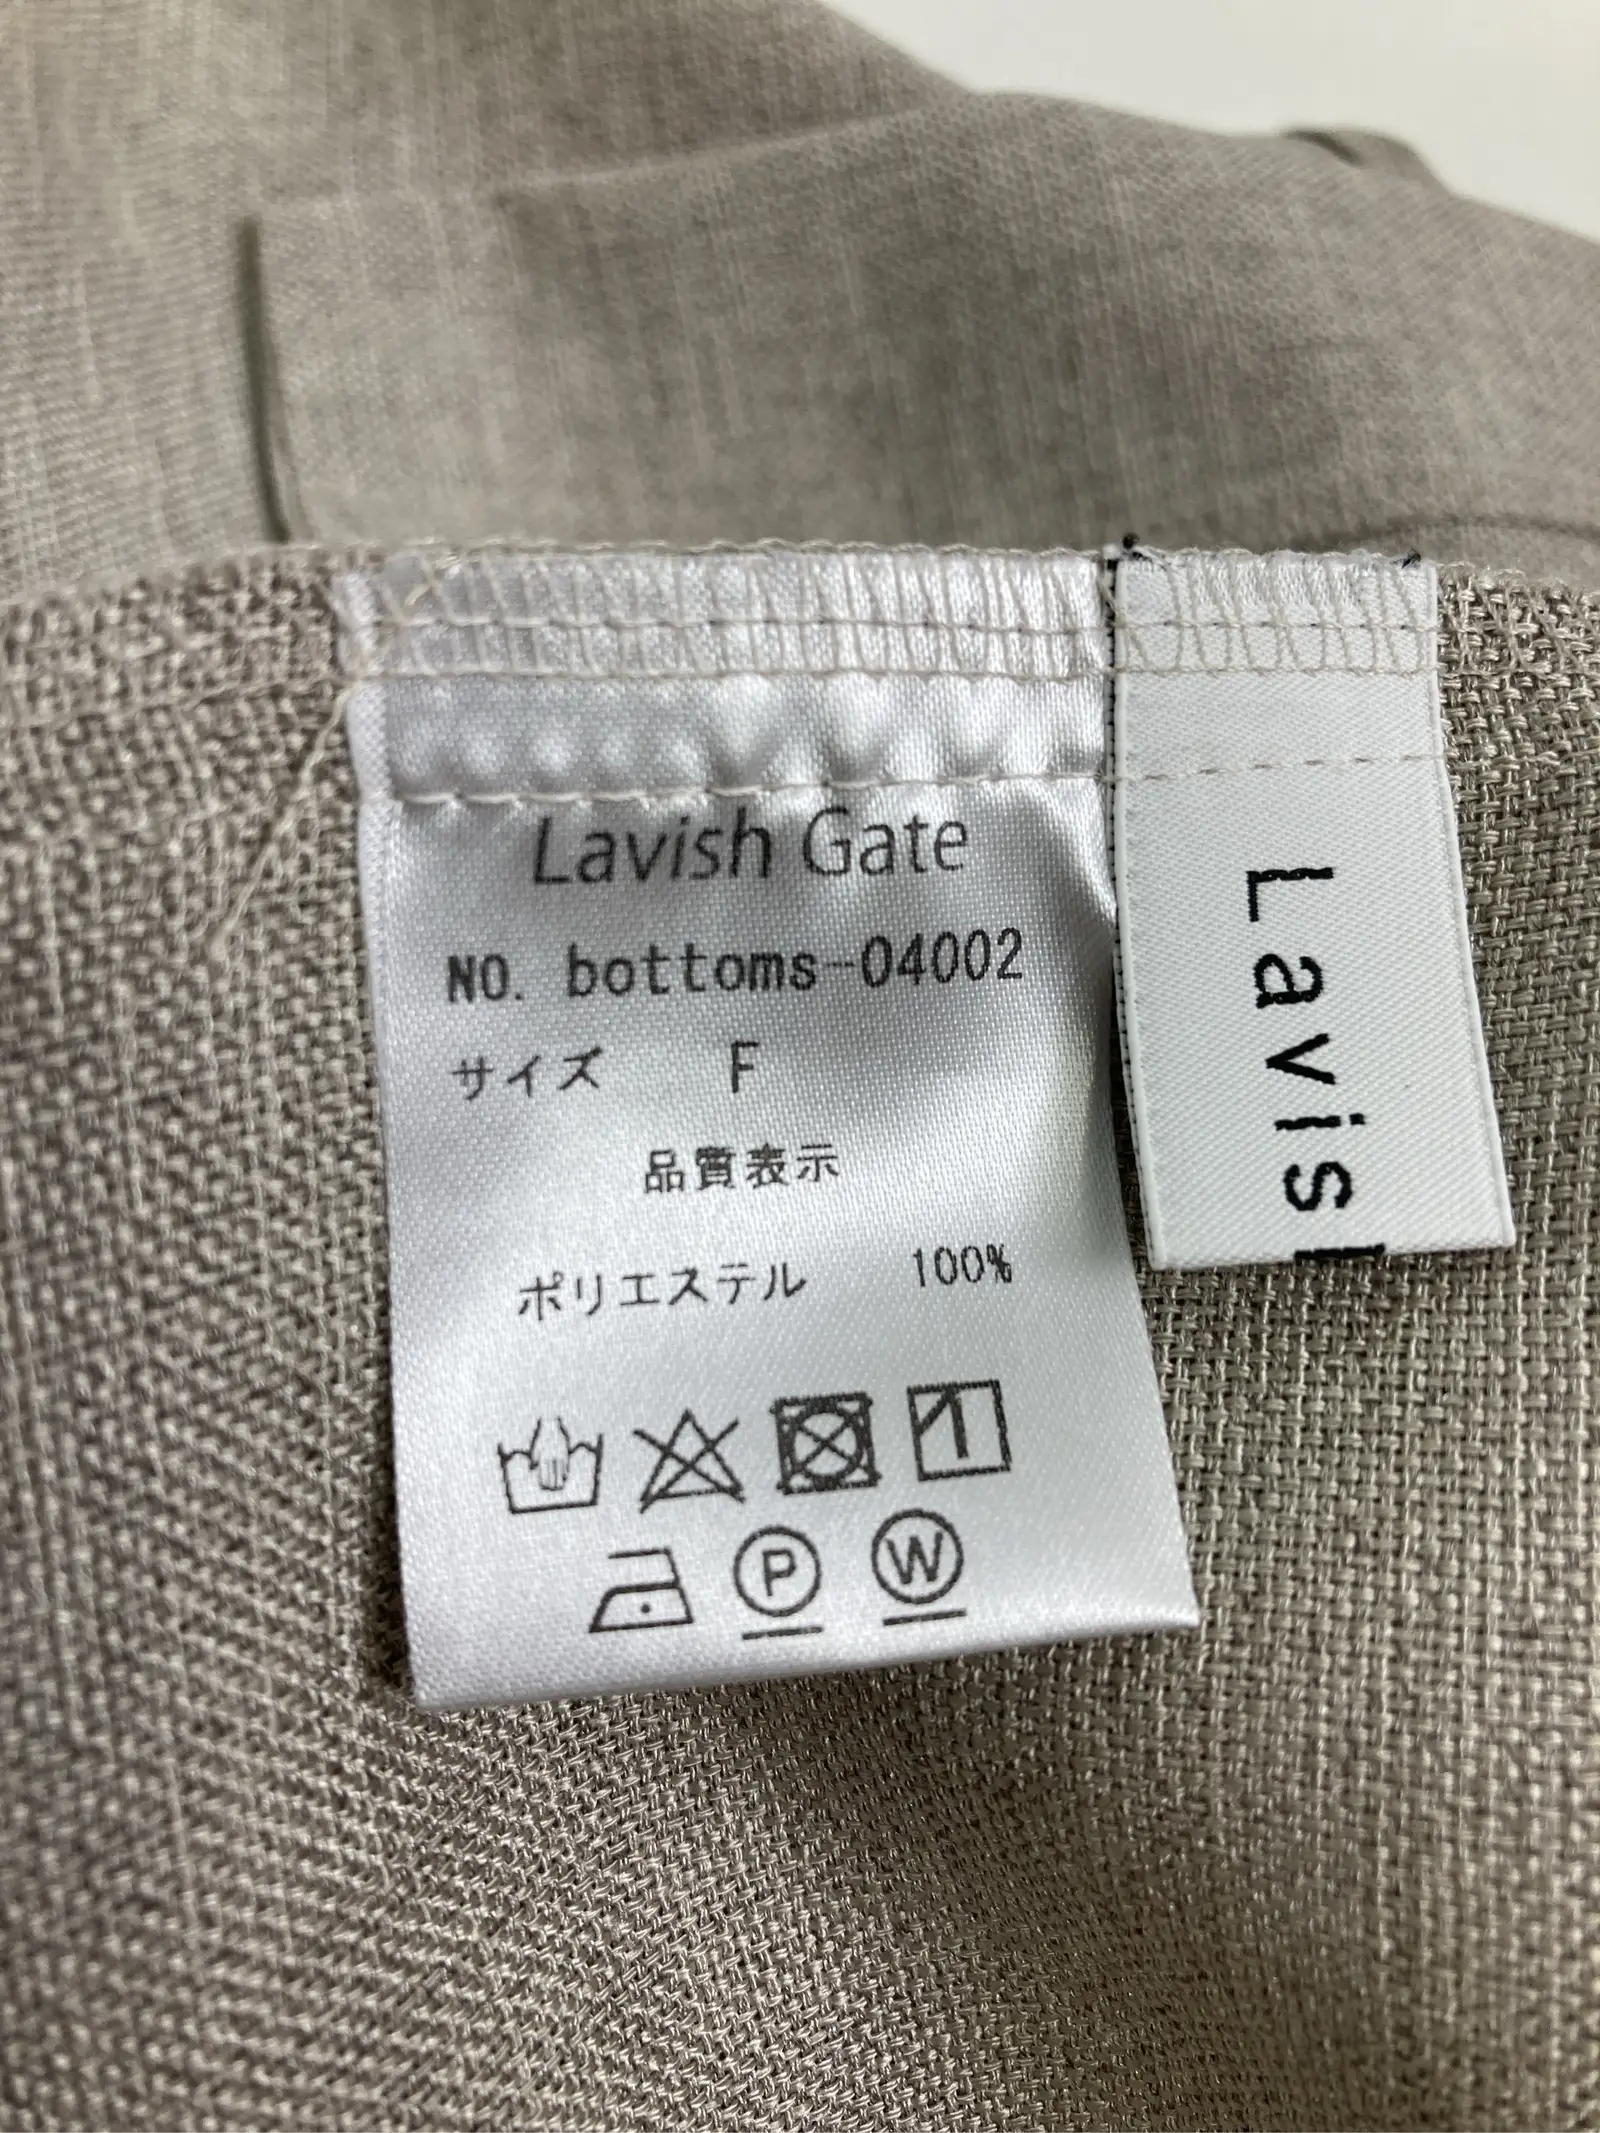 Lavish Gate
NO. bottoms-04002
サイズ F
品質表示
ポリエステル 100%
P W
Lavis